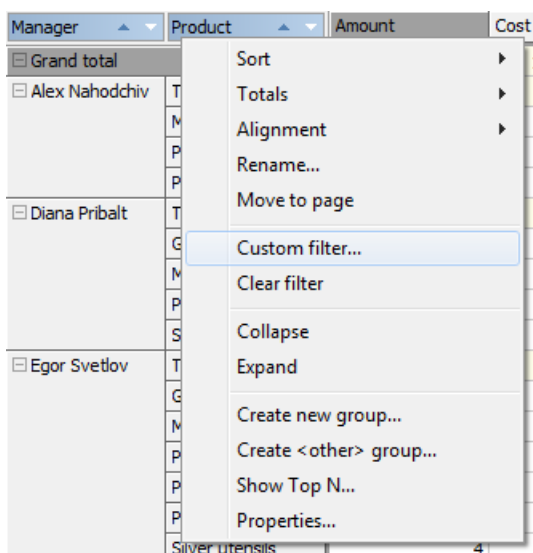 Manager Product Amount Cost
Grand total
Alex Nahodchiv
Diana Pribalt
Egor Svetlov
T
M
P
P
T
G
M
P
S
T
G
M
P
P
P
Silver utensils 4
Sort
Totals
Alignment
Rename...
Move to page
Custom filter...
Clear filter
Collapse
Expand
Create new group...
Create <other> group...
Show Top N...
Properties...